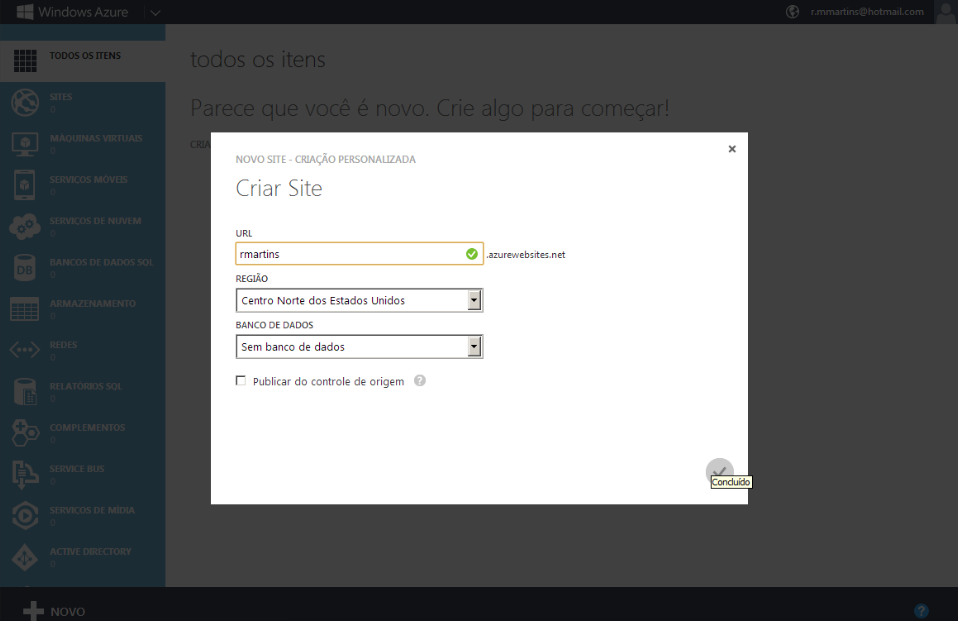 Windows Azure
r.mmartins@hotmail.com
TODOS OS ITENS
SITES
0
MÁQUINAS VIRTUAIS
0
SERVIÇOS MÓVEIS
0
SERVIÇOS DE NUVEM
0
BANCOS DE DADOS SQL
0
DB
ARMAZENAMENTO
0
REDES
0
RELATÓRIOS SQL
0
COMPLEMENTOS
0
SERVICE BUS
0
SERVIÇOS DE MÍDIA
0
ACTIVE DIRECTORY
0
todos os itens
Parece que você é novo. Crie algo para começar!
CRIA
NOVO SITE - CRIAÇÃO PERSONALIZADA
Criar Site
URL
rmartins .azurewebsites.net
REGIÃO
Centro Norte dos Estados Unidos
BANCO DE DADOS
Sem banco de dados
Publicar do controle de origem ?
Concluído
NOVO ?